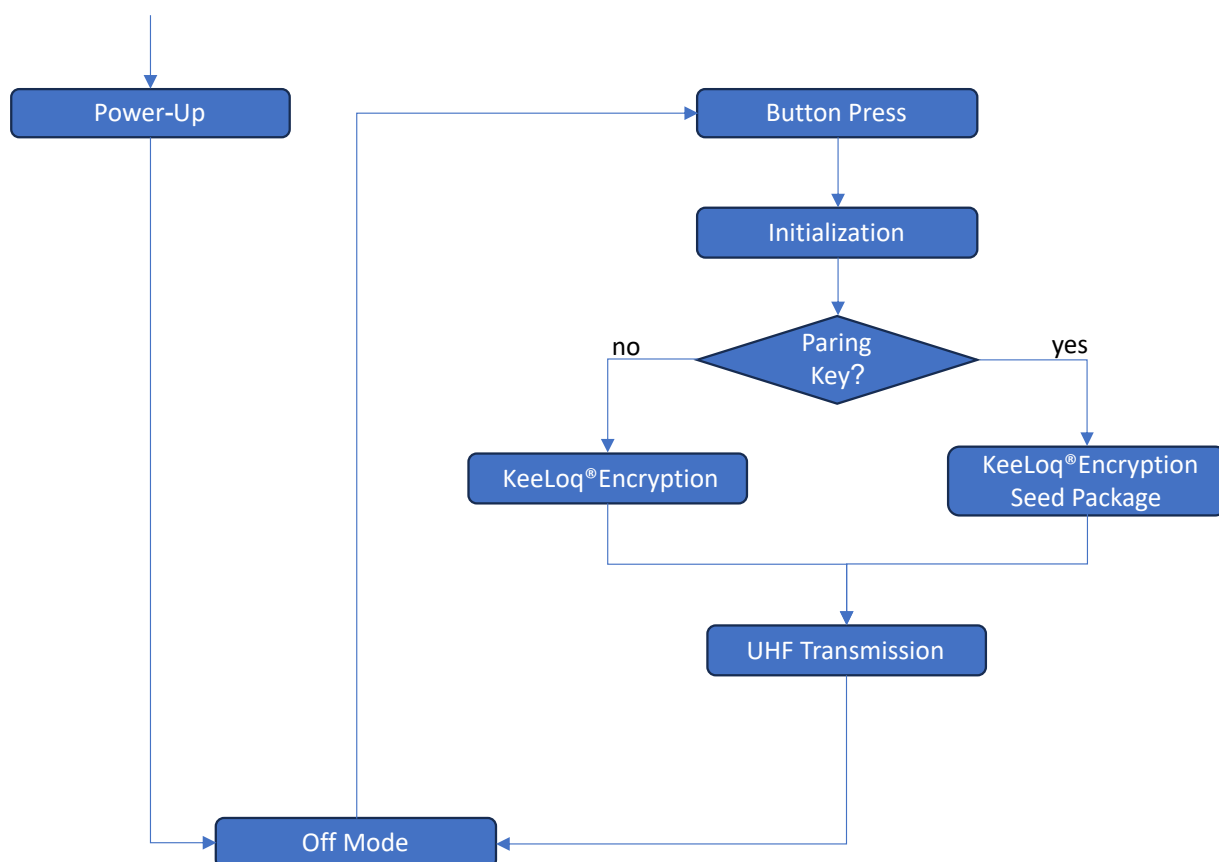 Power-Up
Button Press
Initialization
Paring
Key?
no
yes
KeeLoq®Encryption
KeeLoq®Encryption
Seed Package
UHF Transmission
Off Mode